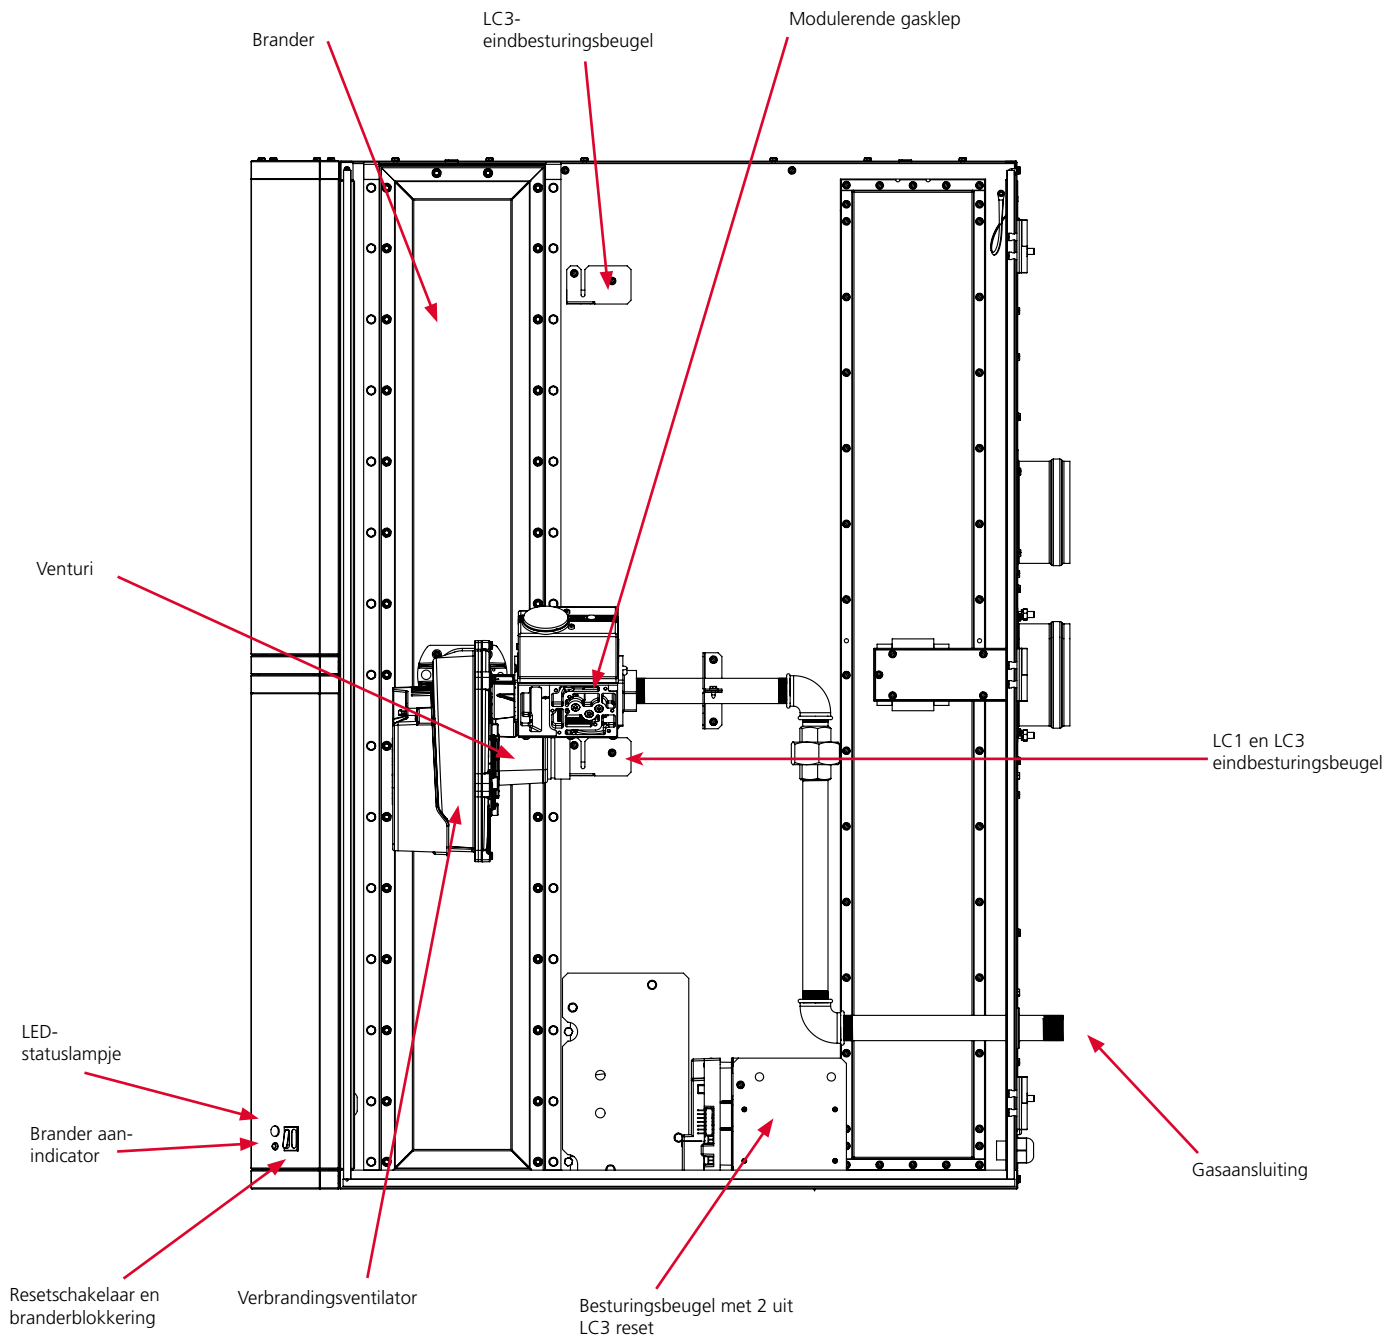 LC3-
eindbesturingsbeugel
Modulerende gasklep
Brander
Venturi
LC1 en LC3
eindbesturingsbeugel
LED-
statuslampje
Brander aan-
indicator
Gasaansluiting
Resetschakelaar en
branderblokkering
Verbrandingsventilator
Besturingsbeugel met 2 uit
LC3 reset